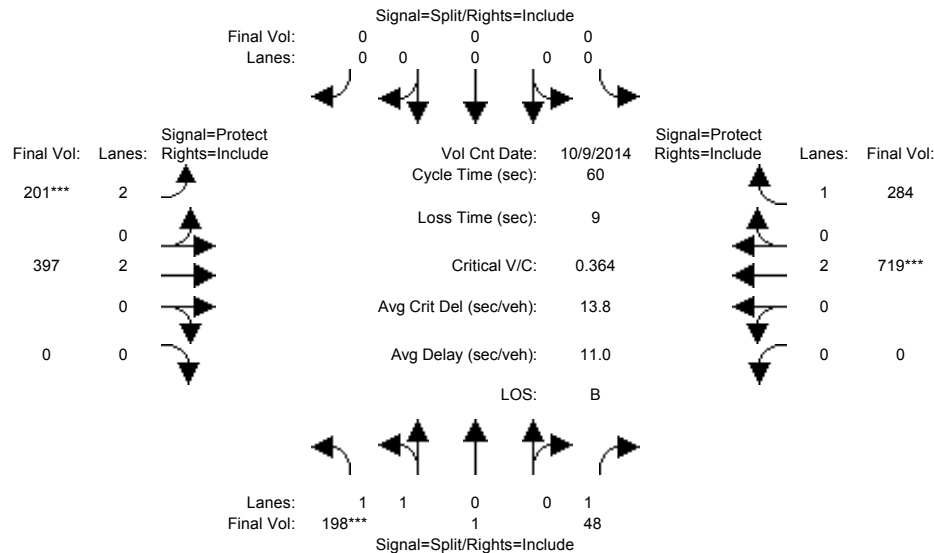 Signal=Split/Rights=Include
Final Vol: 0 0 0
Lanes: 0 0 0 0 0
Signal=Protect
Final Vol: Lanes: Rights=Include
Vol Cnt Date: 10/9/2014
Signal=Protect
Rights=Include Lanes: Final Vol:
Cycle Time (sec): 60
201*** 2
1 284
Loss Time (sec): 9
0
0
397 2
Critical V/C: 0.364
2 719***
0
Avg Crit Del (sec/veh): 13.8
0
0 0
Avg Delay (sec/veh): 11.0
0 0
LOS: B
Lanes: 1 1 0 0 1
Final Vol: 198*** 1 48
Signal=Split/Rights=Include